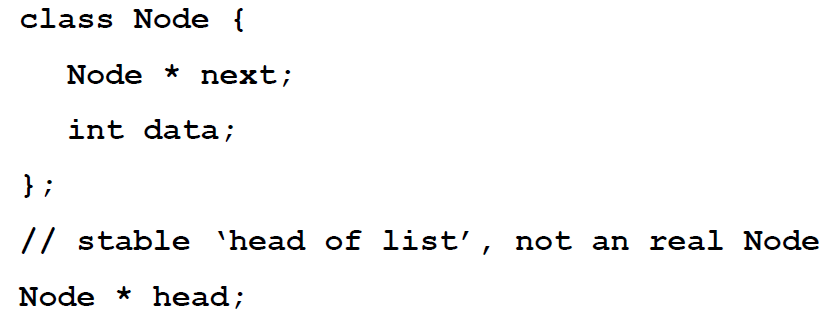 class Node {
Node * next;
int data;
};
// stable ‘head of list’, not an real Node
Node * head;